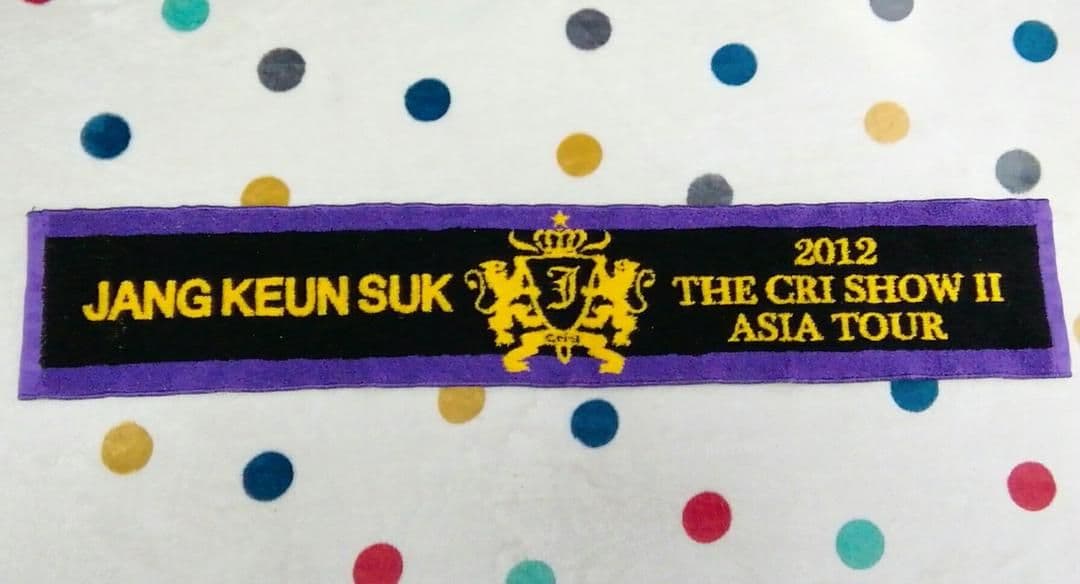 JANG KEUN SUK
J
2012
THE CRI SHOW II
ASIA TOUR